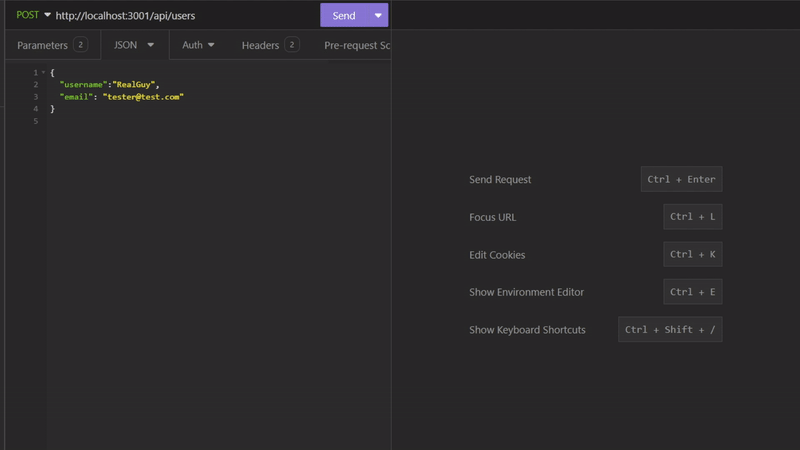 POST http://localhost:3001/api/users Send
Parameters 2 JSON Auth Headers 2 Pre-request Sc
1 {
2 "username":"RealGuy",
3 "email": "tester@test.com"
4 }
5
Send Request Ctrl + Enter
Focus URL Ctrl + L
Edit Cookies Ctrl + K
Show Environment Editor Ctrl + E
Show Keyboard Shortcuts Ctrl + Shift + /